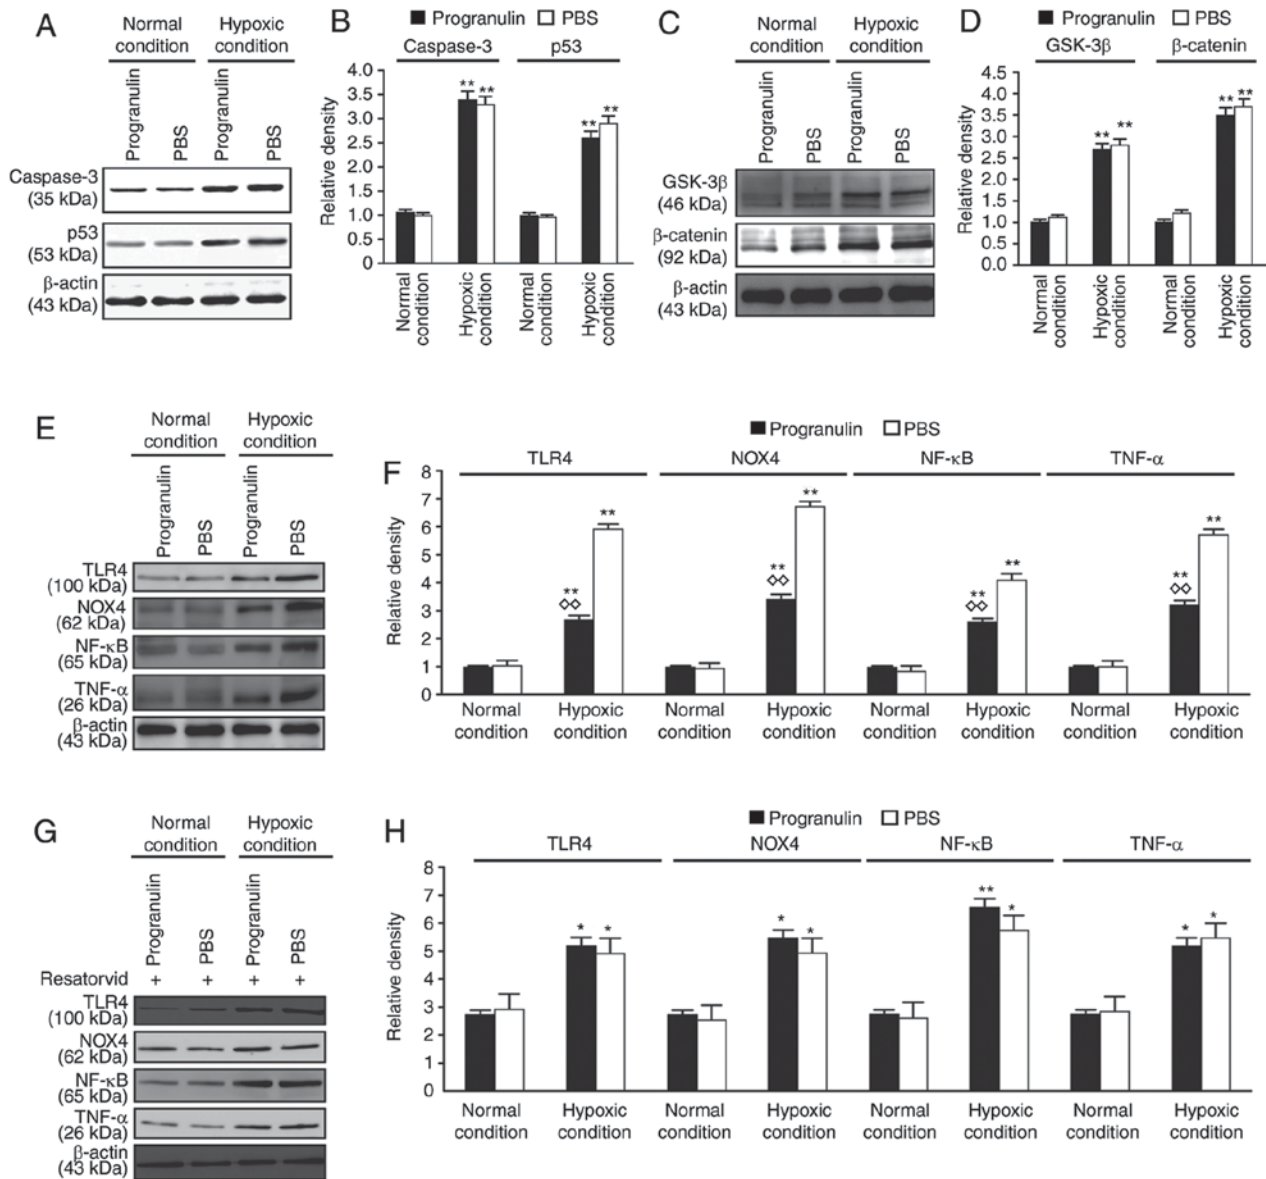 A
Normal condition
Hypoxic condition
Progranulin
PBS
Progranulin
PBS
Caspase-3
(35 kDa)
p53
(53 kDa)
β-actin
(43 kDa)
B
Progranulin PBS
Caspase-3 p53
Relative density
4.0
3.5
3.0
2.5
2.0
1.5
1.0
0.5
0
** ** ** **
Normal condition
Hypoxic condition
Normal condition
Hypoxic condition
C
Normal condition
Hypoxic condition
Progranulin
PBS
Progranulin
PBS
GSK-3β
(46 kDa)
β-catenin
(92 kDa)
β-actin
(43 kDa)
D
Progranulin PBS
GSK-3β β-catenin
Relative density
4.5
4.0
3.5
3.0
2.5
2.0
1.5
1.0
0.5
0.0
** ** ** **
Normal condition
Hypoxic condition
Normal condition
Hypoxic condition
E
Normal condition
Hypoxic condition
Progranulin
PBS
Progranulin
PBS
TLR4
(100 kDa)
NOX4
(62 kDa)
NF-κB
(65 kDa)
TNF-α
(26 kDa)
β-actin
(43 kDa)
F
Progranulin PBS
TLR4 NOX4 NF-κB TNF-α
Relative density
8
7
6
5
4
3
2
1
0
** ** ** ** ** ** ** **
◇◇ ◇◇ ◇◇ ◇◇
Normal condition
Hypoxic condition
Normal condition
Hypoxic condition
Normal condition
Hypoxic condition
Normal condition
Hypoxic condition
G
Normal condition
Hypoxic condition
Progranulin
PBS
Progranulin
PBS
Resatorvid + + + +
TLR4
(100 kDa)
NOX4
(62 kDa)
NF-κB
(65 kDa)
TNF-α
(26 kDa)
β-actin
(43 kDa)
H
Progranulin PBS
TLR4 NOX4 NF-κB TNF-α
Relative density
8
7
6
5
4
3
2
1
0
* * * * ** * * *
Normal condition
Hypoxic condition
Normal condition
Hypoxic condition
Normal condition
Hypoxic condition
Normal condition
Hypoxic condition